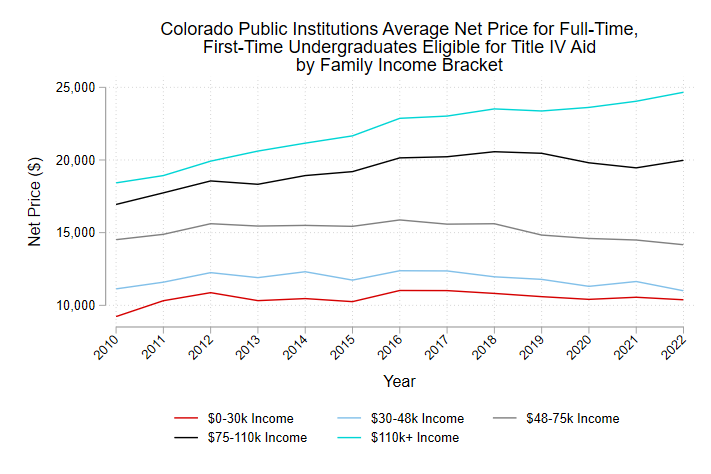 Colorado Public Institutions Average Net Price for Full-Time,
First-Time Undergraduates Eligible for Title IV Aid
by Family Income Bracket
Net Price ($)
25,000
20,000
15,000
10,000
2010 2011 2012 2013 2014 2015 2016 2017 2018 2019 2020 2021 2022
Year
$0-30k Income $30-48k Income $48-75k Income
$75-110k Income $110k+ Income